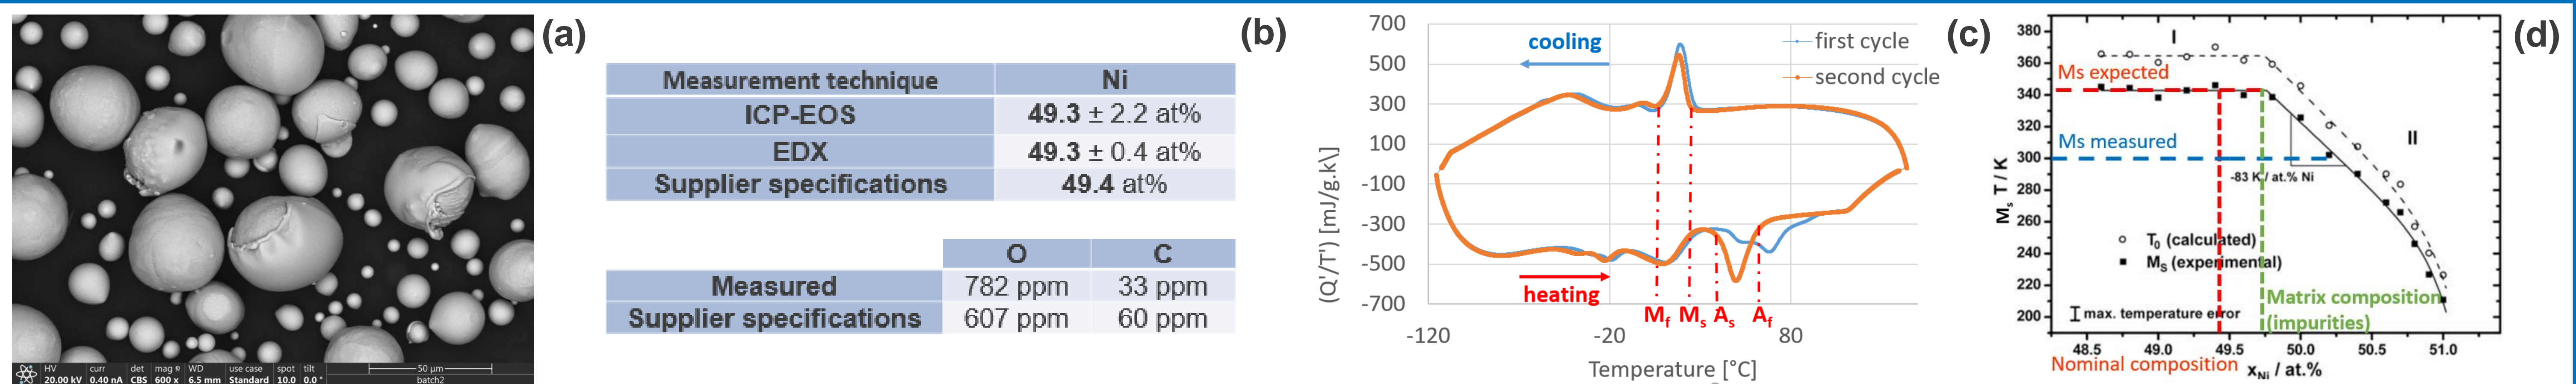 (a)
HV curr det mag WD use case spot tilt
20.00 kV 0.40 nA CBS 600 x 6.5 mm Standard 10.0 0.0 °
50 μm
batch2
(b)
Measurement technique Ni
ICP-EOS 49.3 ± 2.2 at%
EDX 49.3 ± 0.4 at%
Supplier specifications 49.4 at%
O C
Measured 782 ppm 33 ppm
Supplier specifications 607 ppm 60 ppm
(c)
700
500
300
100
-100
-300
-500
-700
(Q'/T') [mJ/g.k\]
cooling
first cycle
second cycle
heating
Mf Ms As Af
-120 -20 80
Temperature [°C]
(d)
380
360
340
320
300
280
260
240
220
200
Ms T / K
I
II
Ms expected
Ms measured
-83 K / at.% Ni
T0 (calculated)
MS (experimental)
Matrix composition
(impurities)
max. temperature error
48.5 49.0 49.5 50.0 50.5 51.0
Nominal composition xNi / at.%